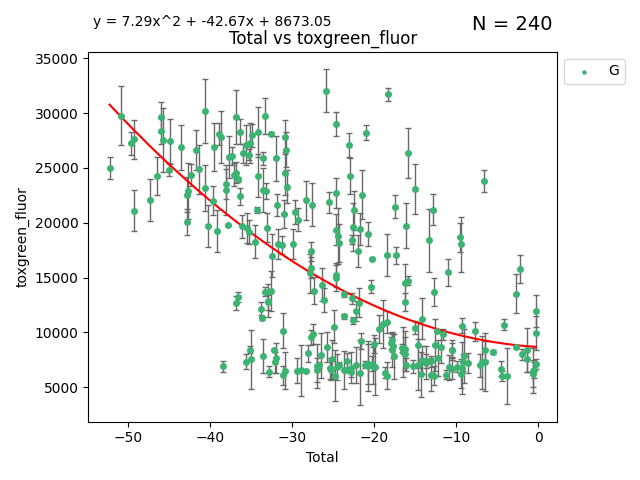 y = 7.29x^2 + -42.67x + 8673.05
N = 240
Total vs toxgreen_fluor
G
35000
30000
25000
20000
15000
10000
5000
toxgreen_fluor
−50 −40 −30 −20 −10 0
Total